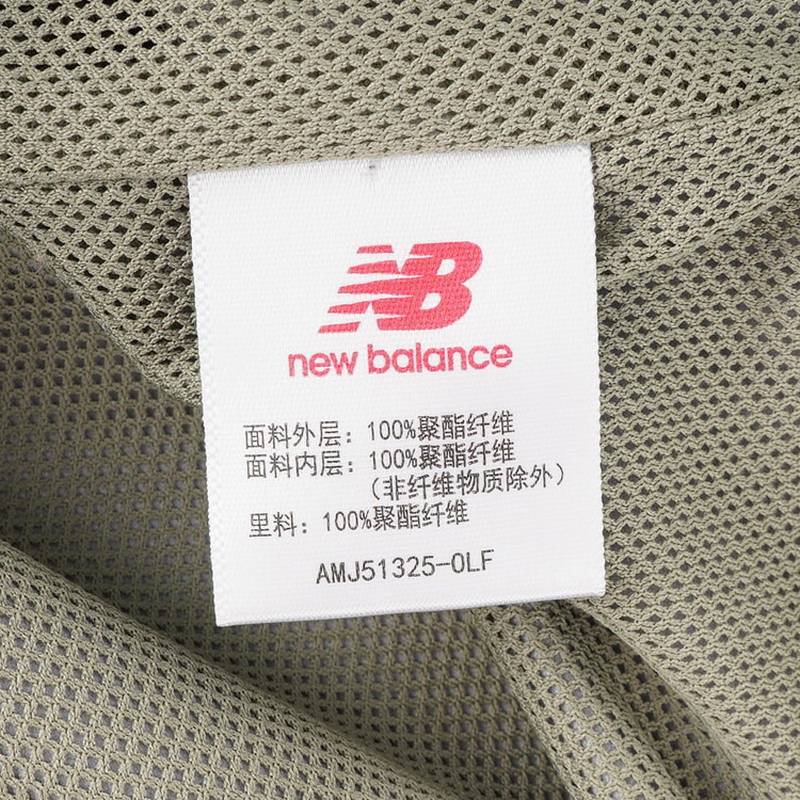 NB
new balance
面料外层：100%聚酯纤维
面料内层：100%聚酯纤维
（非纤维物质除外）
里料：100%聚酯纤维
AMJ51325-OLF